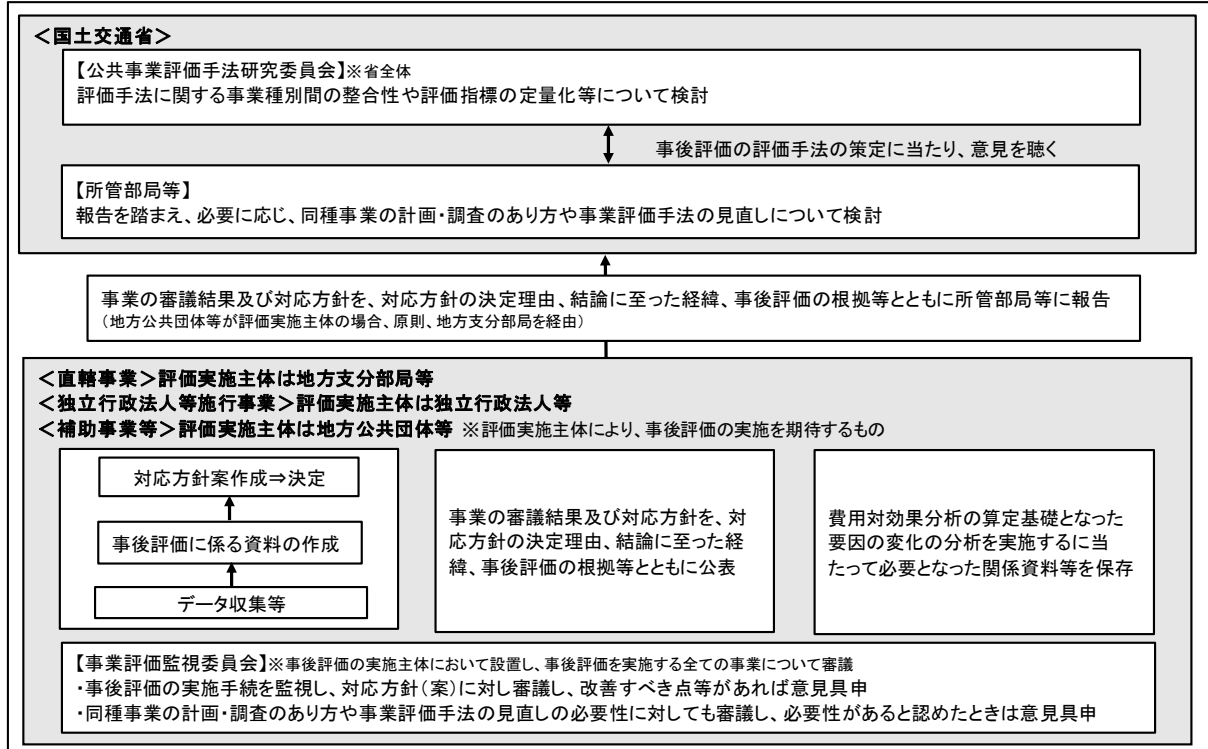 ＜国土交通省＞
【公共事業評価手法研究委員会】※省全体
評価手法に関する事業種別間の整合性や評価指標の定量化等について検討
事後評価の評価手法の策定に当たり、意見を聴く
【所管部局等】
報告を踏まえ、必要に応じ、同種事業の計画・調査のあり方や事業評価手法の見直しについて検討
事業の審議結果及び対応方針を、対応方針の決定理由、結論に至った経緯、事後評価の根拠等とともに所管部局等に報告
（地方公共団体等が評価実施主体の場合、原則、地方支分部局を経由）
＜直轄事業＞評価実施主体は地方支分部局等
＜独立行政法人等施行事業＞評価実施主体は独立行政法人等
＜補助事業等＞評価実施主体は地方公共団体等 ※評価実施主体により、事後評価の実施を期待するもの
対応方針案作成⇒決定
事後評価に係る資料の作成
データ収集等
事業の審議結果及び対応方針を、対
応方針の決定理由、結論に至った経
緯、事後評価の根拠等とともに公表
費用対効果分析の算定基礎となった
要因の変化の分析を実施するに当
たって必要となった関係資料等を保存
【事業評価監視委員会】※事後評価の実施主体において設置し、事後評価を実施する全ての事業について審議
・事後評価の実施手続を監視し、対応方針（案）に対し審議し、改善すべき点等があれば意見具申
・同種事業の計画・調査のあり方や事業評価手法の見直しの必要性に対しても審議し、必要性があると認めたときは意見具申